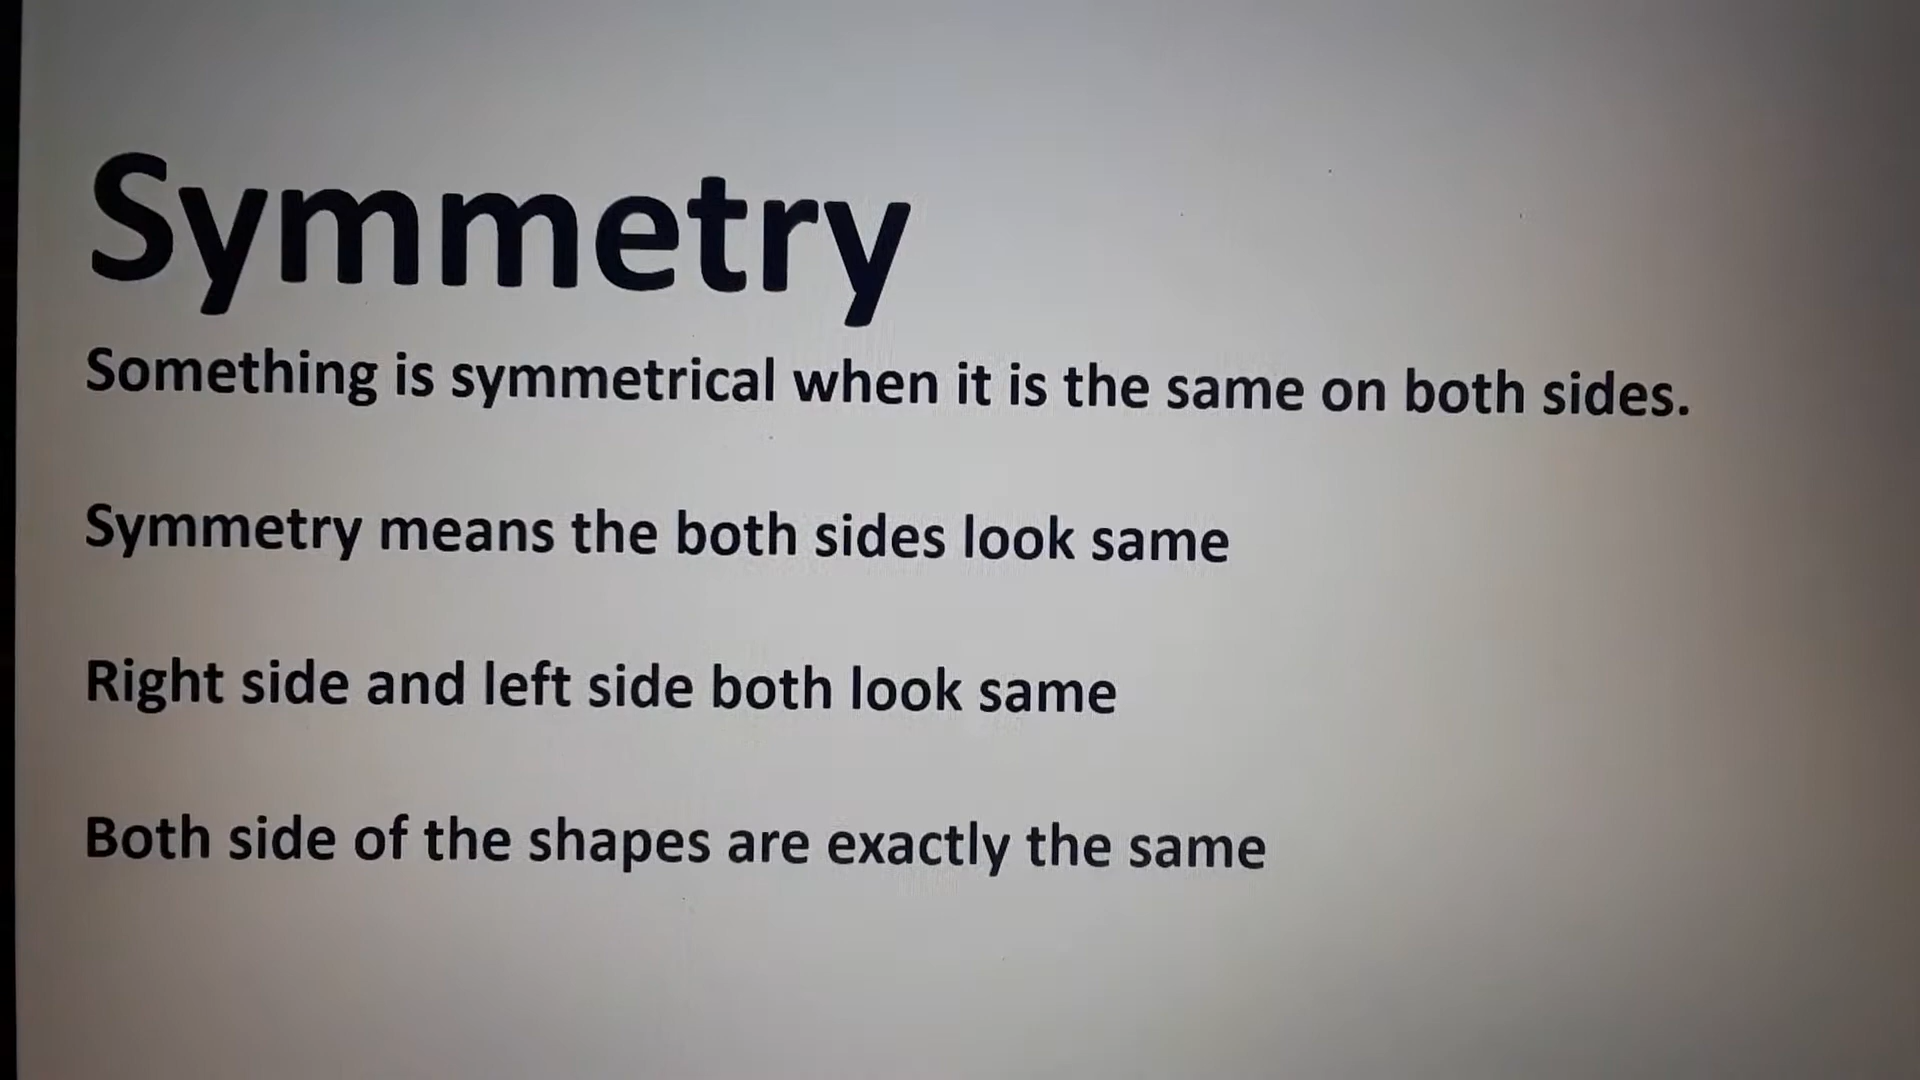 Symmetry
Something is symmetrical when it is the same on both sides.
Symmetry means the both sides look same
Right side and left side both look same
Both side of the shapes are exactly the same